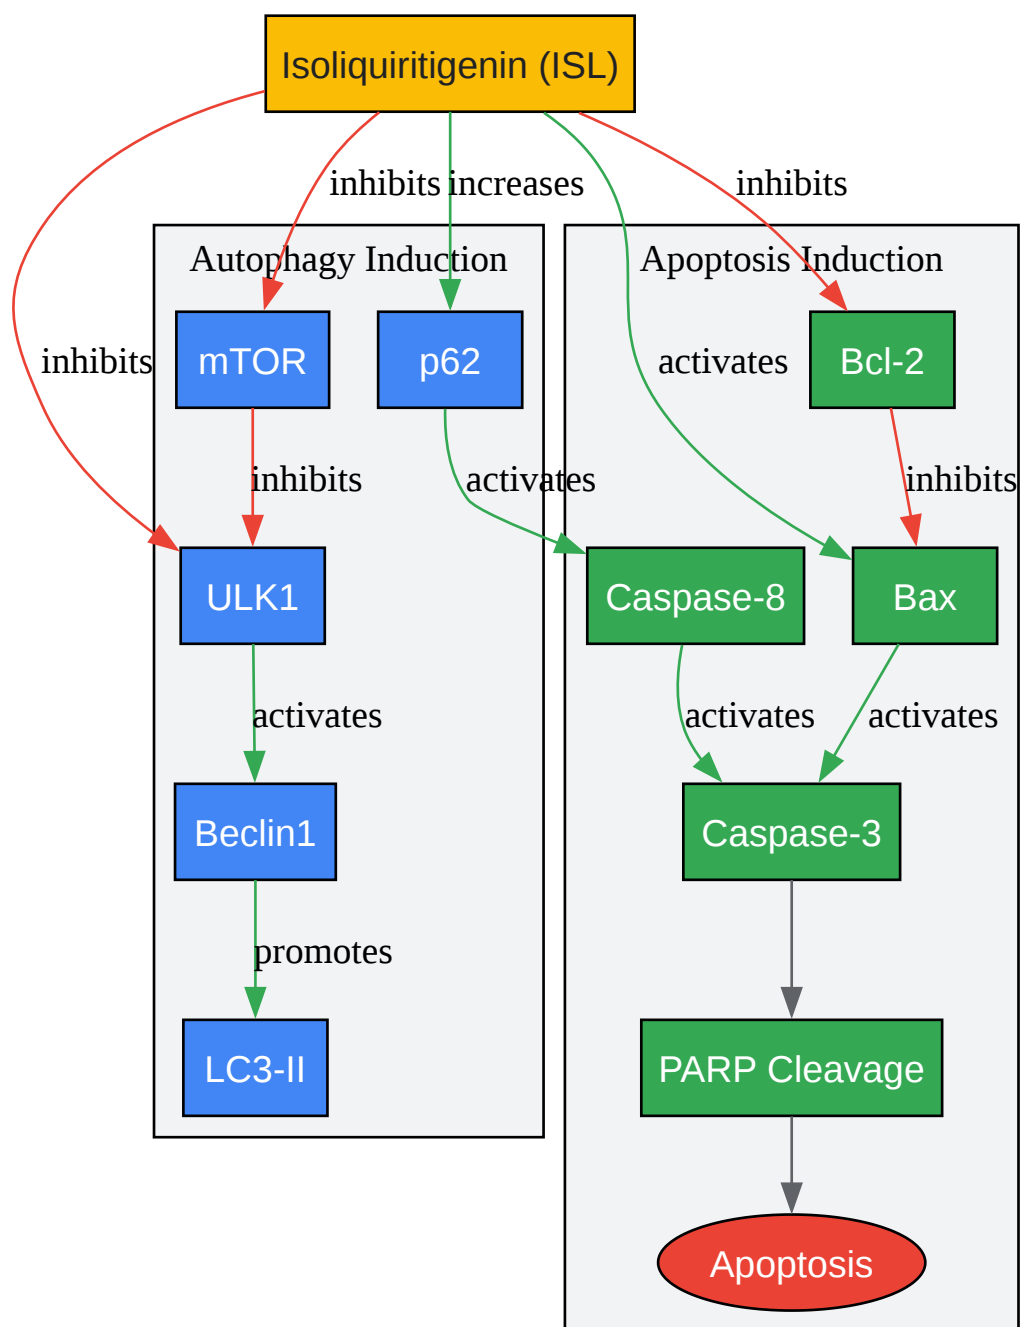 Isoliquiritigenin (ISL)
inhibits
increases
inhibits
Autophagy Induction
Apoptosis Induction
inhibits
mTOR
p62
activates
Bcl-2
inhibits
activates
inhibits
ULK1
Caspase-8
Bax
activates
activates
activates
Beclin1
Caspase-3
promotes
LC3-II
PARP Cleavage
Apoptosis